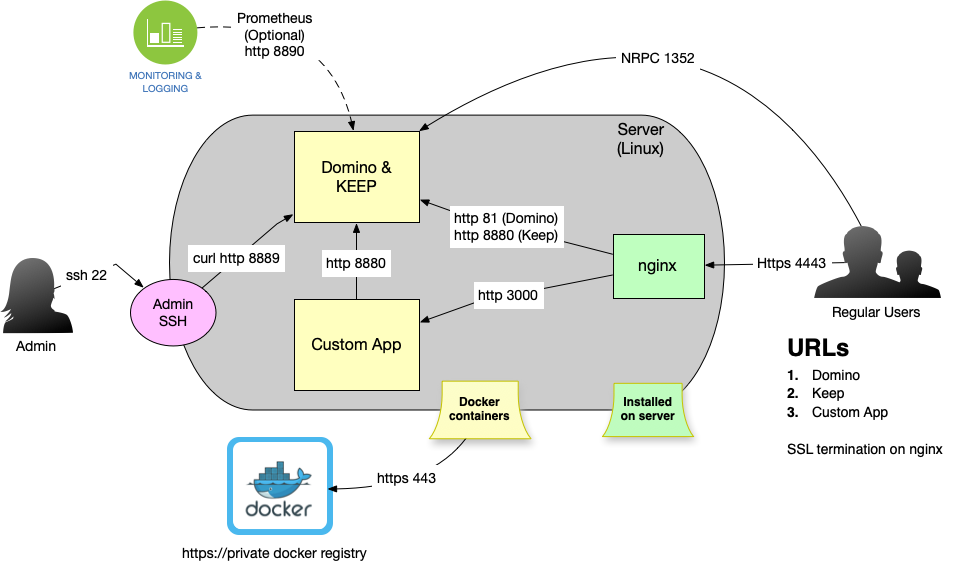 Prometheus
(Optional)
http 8890
MONITORING &
LOGGING
NRPC 1352
Server
(Linux)
Domino &
KEEP
http 81 (Domino)
http 8880 (Keep)
curl http 8889
http 8880
nginx
Https 4443
ssh 22
Admin
SSH
http 3000
Regular Users
Admin
Custom App
URLs
1. Domino
2. Keep
3. Custom App
Docker
containers
Installed
on server
SSL termination on nginx
https 443
docker
https://private docker registry